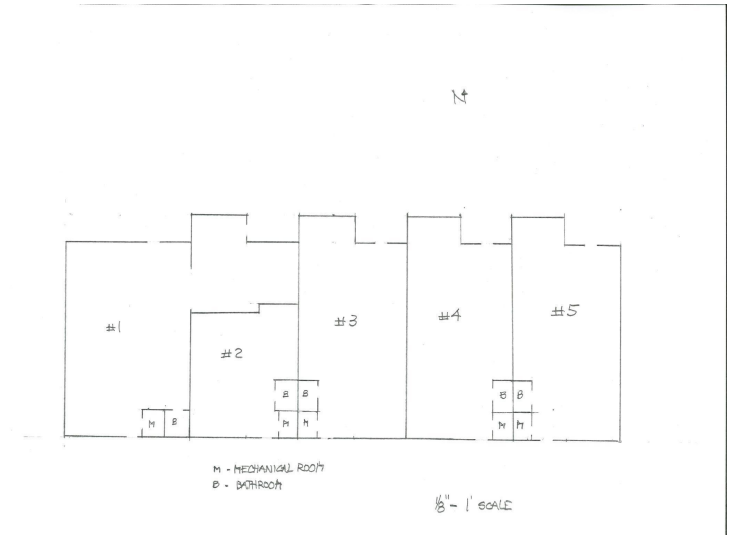 N
#1
#2
#3
#4
#5
M B
B B
M M
B B
M M
M - MECHANICAL ROOM
B - BATHROOM
1/8" - 1' SCALE